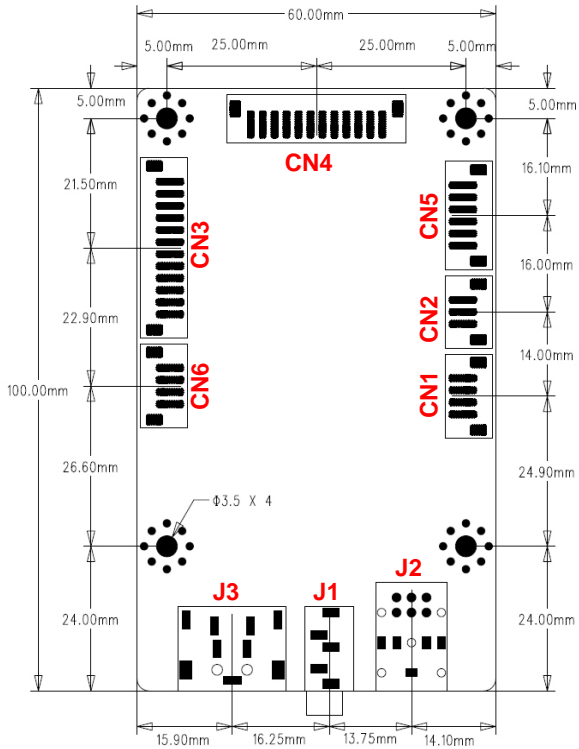 60.00mm
5.00mm
25.00mm
25.00mm
5.00mm
5.00mm
5.00mm
CN4
21.50mm
16.10mm
CN3
CN5
16.00mm
22.90mm
CN2
14.00mm
100.00mm
CN6
CN1
26.60mm
24.90mm
Φ3.5 X 4
J3
J1
J2
24.00mm
24.00mm
15.90mm
16.25mm
13.75mm
14.10mm